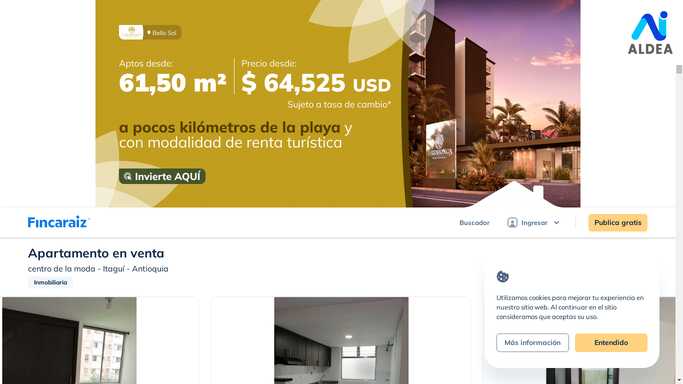 Bello Sol
Aptos desde:
61,50 m²
Precio desde:
$ 64,525 USD
Sujeto a tasa de cambio*
a pocos kilómetros de la playa y
con modalidad de renta turística
Invierte AQUÍ
ALDEA
Fincaraiz
Buscador
Ingresar
Publica gratis
Apartamento en venta
centro de la moda - Itaguí - Antioquia
Inmobiliaria
Utilizamos cookies para mejorar tu experiencia en
nuestro sitio web. Al continuar en el sitio
consideramos que aceptas su uso.
Más información
Entendido